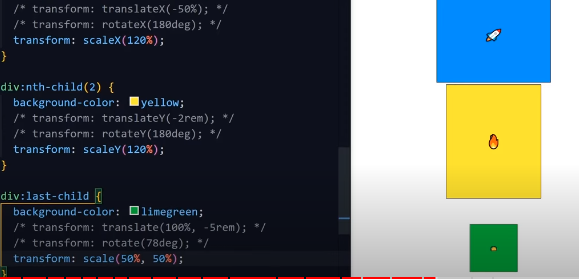 /* transform: translateX(-50%); */
/* transform: rotateX(180deg); */
transform: scaleX(120%);
}
div:nth-child(2) {
background-color: yellow;
/* transform: translateY(-2rem); */
/* transform: rotateY(180deg); */
transform: scaleY(120%);
}
div:last-child {
background-color: limegreen;
/* transform: translate(100%, -5rem); */
/* transform: rotate(78deg); */
transform: scale(50%, 50%);
}